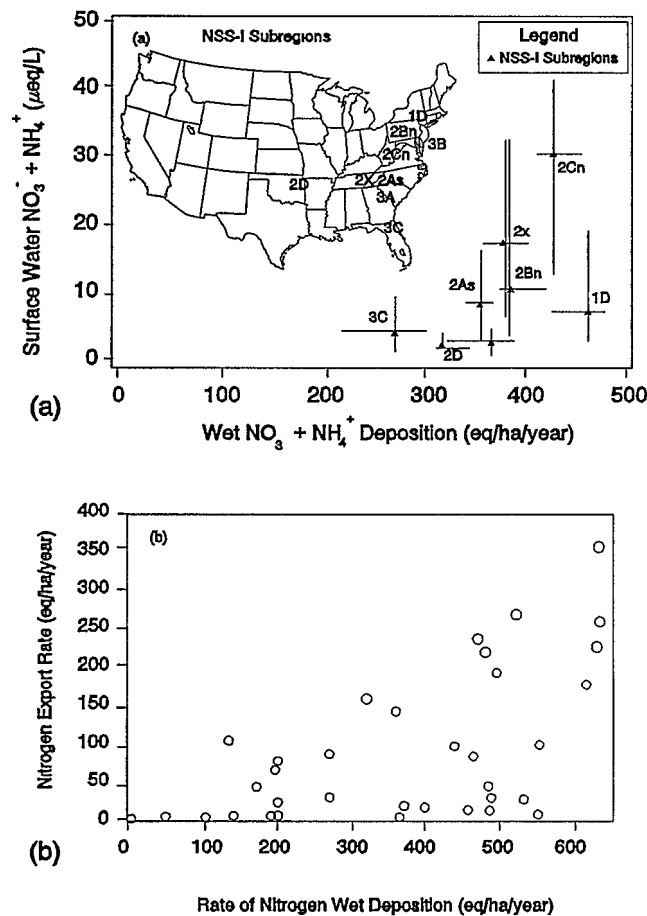 (a) NSS-I Subregions
Legend
▲ NSS-I Subregions
Surface Water NO3- + NH4+ (μeq/L)
50
40
30
20
10
0
1D
2Bn
3B
2Cn
2D
2X 2As
3A
3C
2Cn
2x
2Bn
2As
1D
3C
2D
0 100 200 300 400 500
Wet NO3 + NH4+ Deposition (eq/ha/year)
(a)
(b)
Nitrogen Export Rate (eq/ha/year)
400
350
300
250
200
150
100
50
0
0 100 200 300 400 500 600
(b)
Rate of Nitrogen Wet Deposition (eq/ha/year)